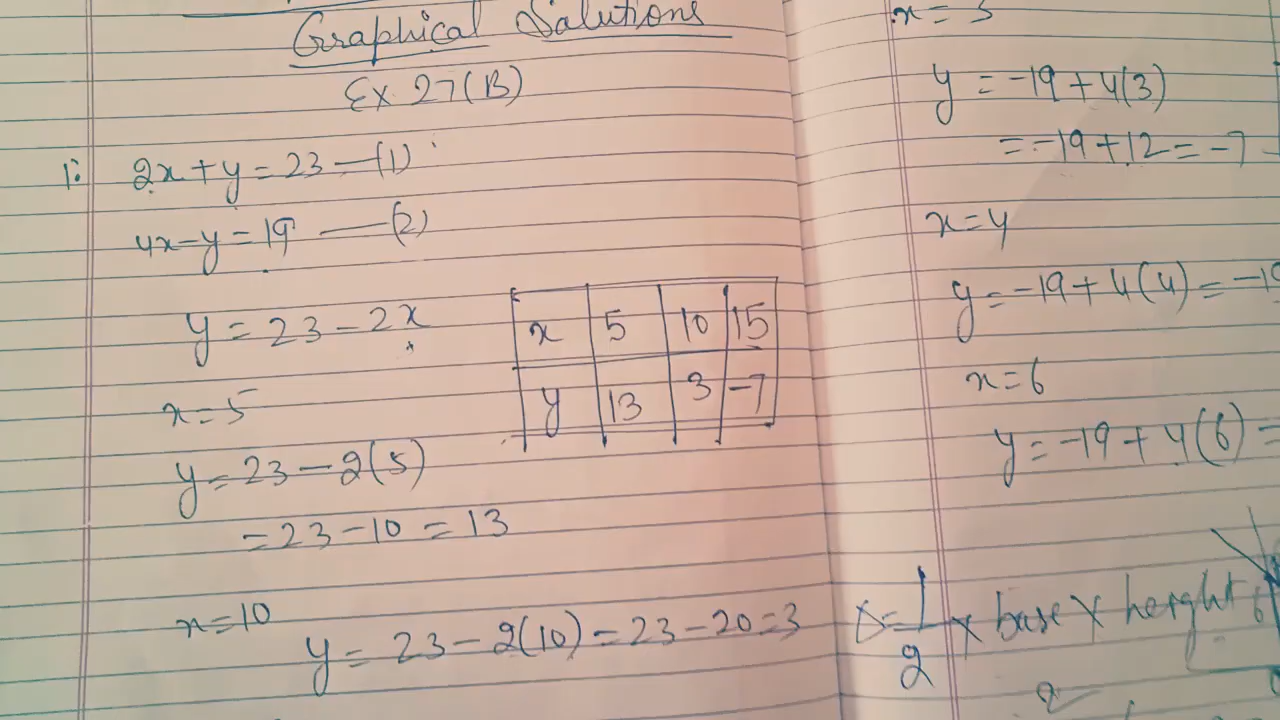 Graphical Solutions
Ex 27(B)
1: 2x + y = 23 —(1)
4x - y = 19 —(2)
y = 23 - 2x
x 5 10 15
y 13 3 -7
x = 5
y = 23 - 2(5)
= 23 - 10 = 13
x = 10
y = 23 - 2(10) = 23 - 20 = 3
x = 3
y = -19 + 4(3)
= -19 + 12 = -7
x = 4
y = -19 + 4(4) = -19
x = 6
y = -19 + 4(6) =
Δ = 1/2 × base × height